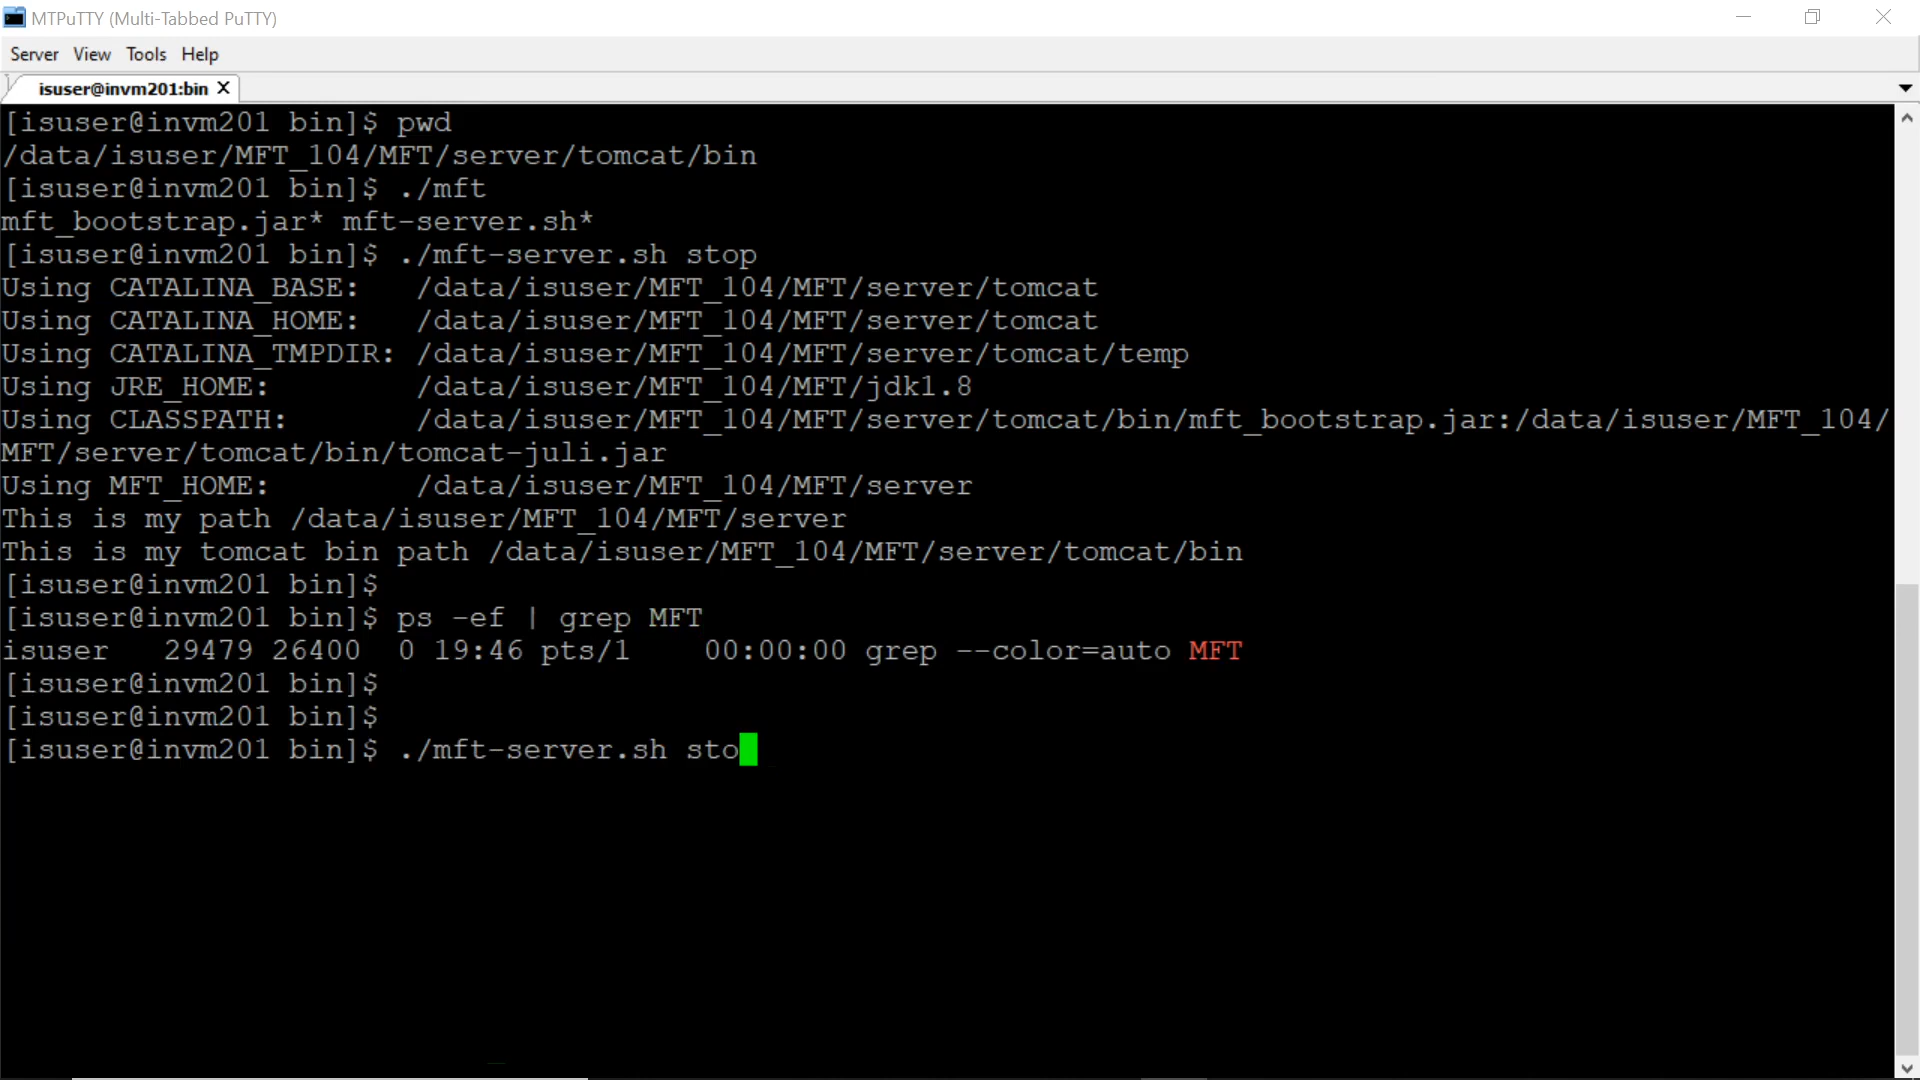 MTPuTTY (Multi-Tabbed PuTTY)
Server View Tools Help
isuser@invm201:bin X
[isuser@invm201 bin]$ pwd
/data/isuser/MFT_104/MFT/server/tomcat/bin
[isuser@invm201 bin]$ ./mft
mft_bootstrap.jar* mft-server.sh*
[isuser@invm201 bin]$ ./mft-server.sh stop
Using CATALINA_BASE:   /data/isuser/MFT_104/MFT/server/tomcat
Using CATALINA_HOME:   /data/isuser/MFT_104/MFT/server/tomcat
Using CATALINA_TMPDIR: /data/isuser/MFT_104/MFT/server/tomcat/temp
Using JRE_HOME:        /data/isuser/MFT_104/MFT/jdk1.8
Using CLASSPATH:       /data/isuser/MFT_104/MFT/server/tomcat/bin/mft_bootstrap.jar:/data/isuser/MFT_104/
MFT/server/tomcat/bin/tomcat-juli.jar
Using MFT_HOME:        /data/isuser/MFT_104/MFT/server
This is my path /data/isuser/MFT_104/MFT/server
This is my tomcat bin path /data/isuser/MFT_104/MFT/server/tomcat/bin
[isuser@invm201 bin]$
[isuser@invm201 bin]$ ps -ef | grep MFT
isuser   29479 26400  0 19:46 pts/1    00:00:00 grep --color=auto MFT
[isuser@invm201 bin]$
[isuser@invm201 bin]$
[isuser@invm201 bin]$ ./mft-server.sh sto